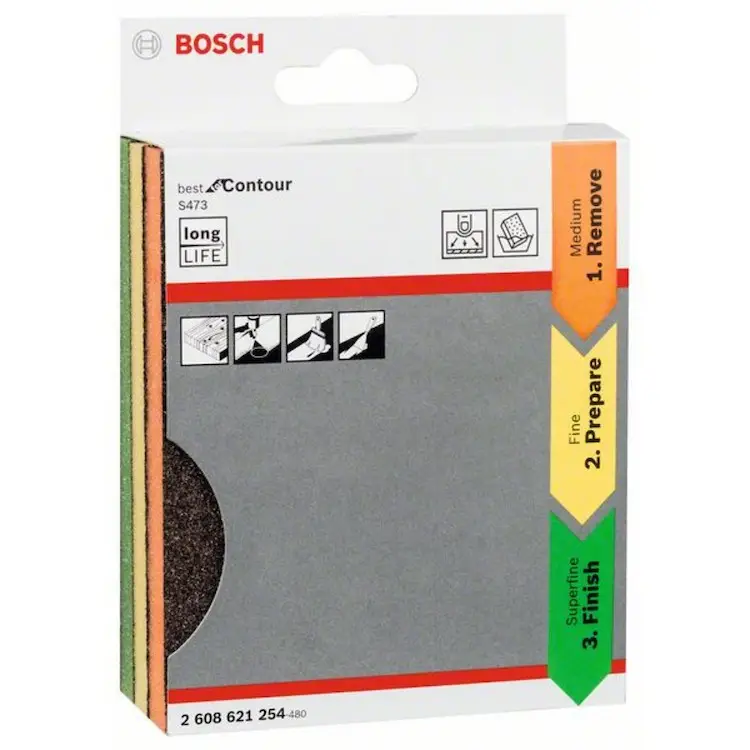 BOSCH
best for Contour
S473
long
LIFE
Medium
1. Remove
Fine
2. Prepare
Superfine
3. Finish
2 608 621 254-480